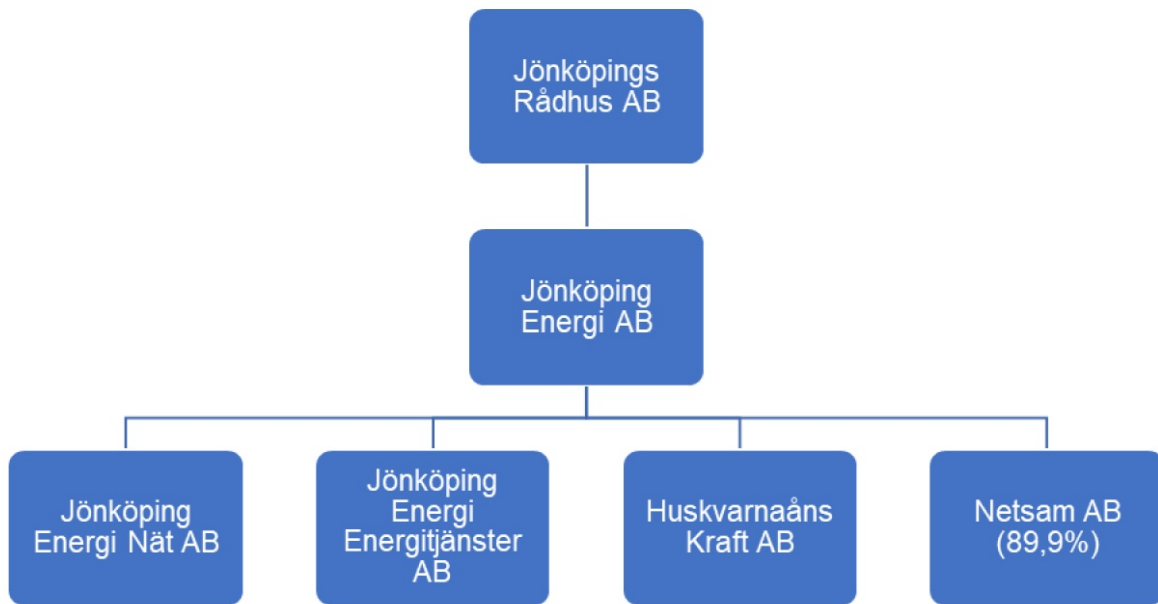 Jönköpings
Rådhus AB
Jönköping
Energi AB
Jönköping
Energi Nät AB
Jönköping
Energi
Energitjänster
AB
Huskvarnaåns
Kraft AB
Netsam AB
(89,9%)